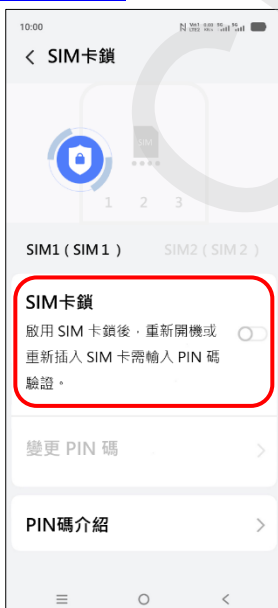 10:00
SIM卡鎖
SIM
1 2 3
SIM1 ( SIM 1 ) SIM2 ( SIM 2 )
SIM卡鎖
啟用 SIM 卡鎖後，重新開機或
重新插入 SIM 卡需輸入 PIN 碼
驗證。
變更 PIN 碼
PIN碼介紹